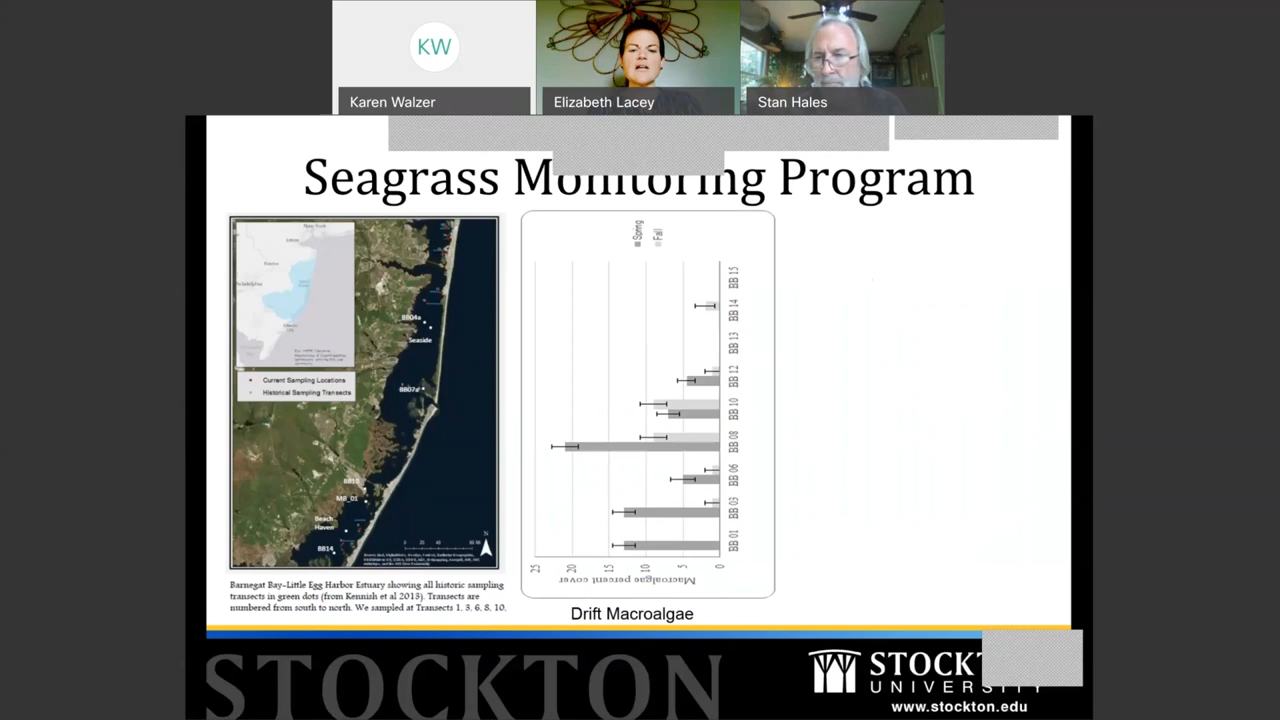 KW
Karen Walzer
Elizabeth Lacey
Stan Hales
Seagrass Monitoring Program
New York
Philadelphia
BB04a
Seaside
Current Sampling Locations
Historical Sampling Transects
BB07a
BB10
MB_01
Beach
Haven
BB14
N
Barnegat Bay–Little Egg Harbor Estuary showing all historic sampling
transects in green dots (from Kennish et al 2013). Transects are
numbered from south to north. We sampled at Transects 1, 3, 6, 8, 10,
Spring
Fall
BB 15
BB 14
BB 13
BB 12
BB 10
BB 08
BB 06
BB 03
BB 01
25
20
15
10
5
0
Macroalgae percent cover
Drift Macroalgae
STOCKTON
STOCKT
UNIVERSITY
www.stockton.edu